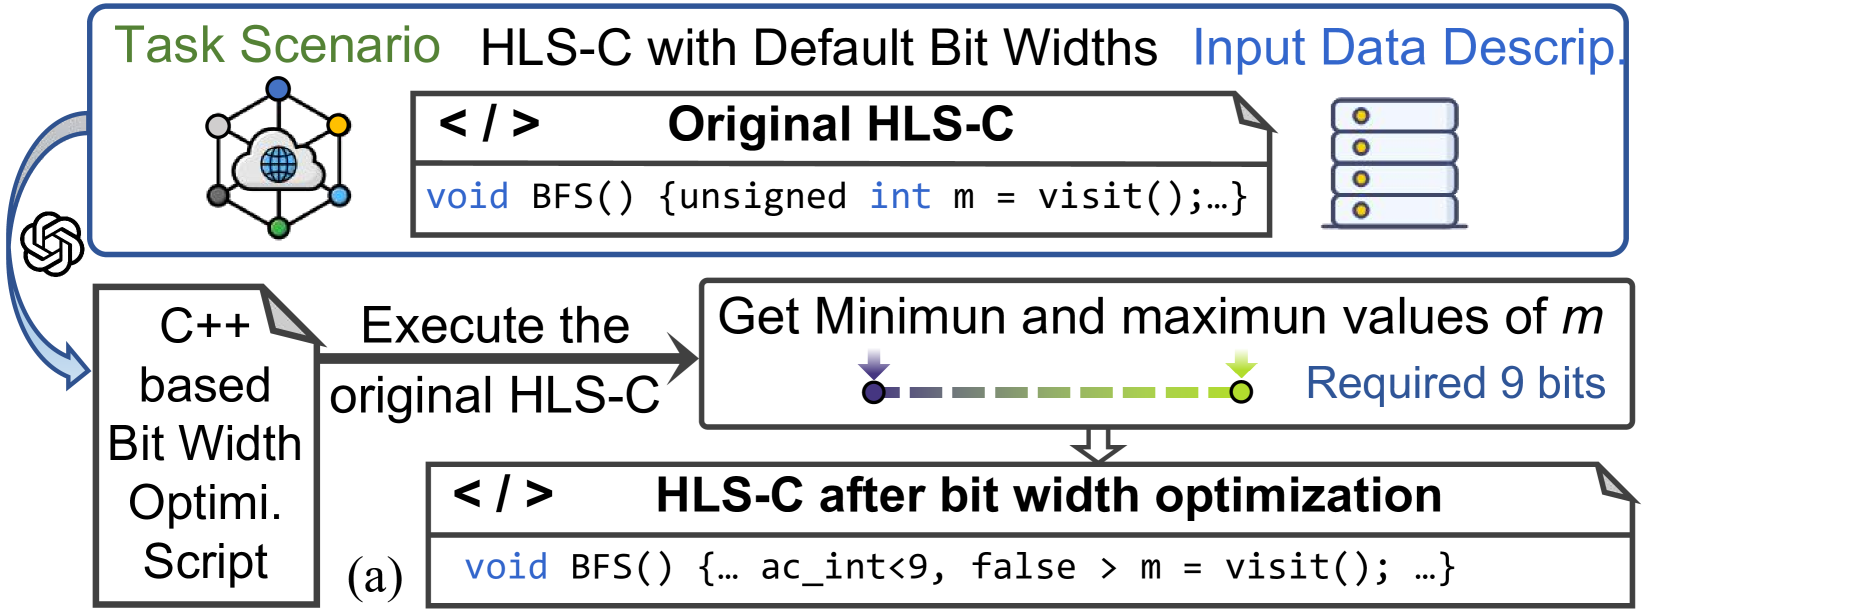 Task Scenario HLS-C with Default Bit Widths Input Data Descrip.
< / > Original HLS-C
void BFS() {unsigned int m = visit();…}
C++
based
Bit Width
Optimi.
Script
Execute the
original HLS-C
Get Minimun and maximun values of m
Required 9 bits
< / > HLS-C after bit width optimization
void BFS() {… ac_int<9, false > m = visit(); …}
(a)